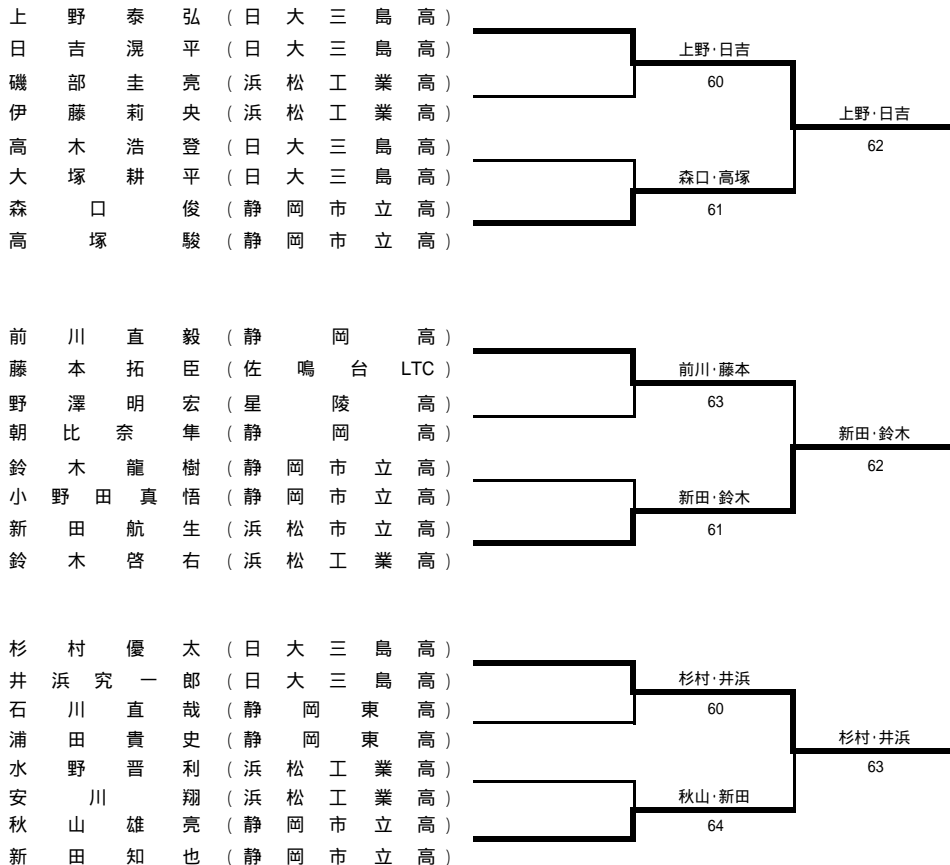 上野泰弘(日大三島高)
日吉滉平(日大三島高)
上野・日吉
磯部圭亮(浜松工業高)
60
伊藤莉央(浜松工業高)
上野・日吉
高木浩登(日大三島高)
62
大塚耕平(日大三島高)
森口・高塚
森口俊(静岡市立高)
61
高塚駿(静岡市立高)
前川直毅(静岡高)
藤本拓臣(佐鳴台LTC)
前川・藤本
野澤明宏(星陵高)
63
朝比奈隼(静岡高)
新田・鈴木
鈴木龍樹(静岡市立高)
62
小野田真悟(静岡市立高)
新田・鈴木
新田航生(浜松市立高)
61
鈴木啓右(浜松工業高)
杉村優太(日大三島高)
井浜究一郎(日大三島高)
杉村・井浜
石川直哉(静岡東高)
60
浦田貴史(静岡東高)
杉村・井浜
水野晋利(浜松工業高)
63
安川翔(浜松工業高)
秋山・新田
秋山雄亮(静岡市立高)
64
新田知也(静岡市立高)